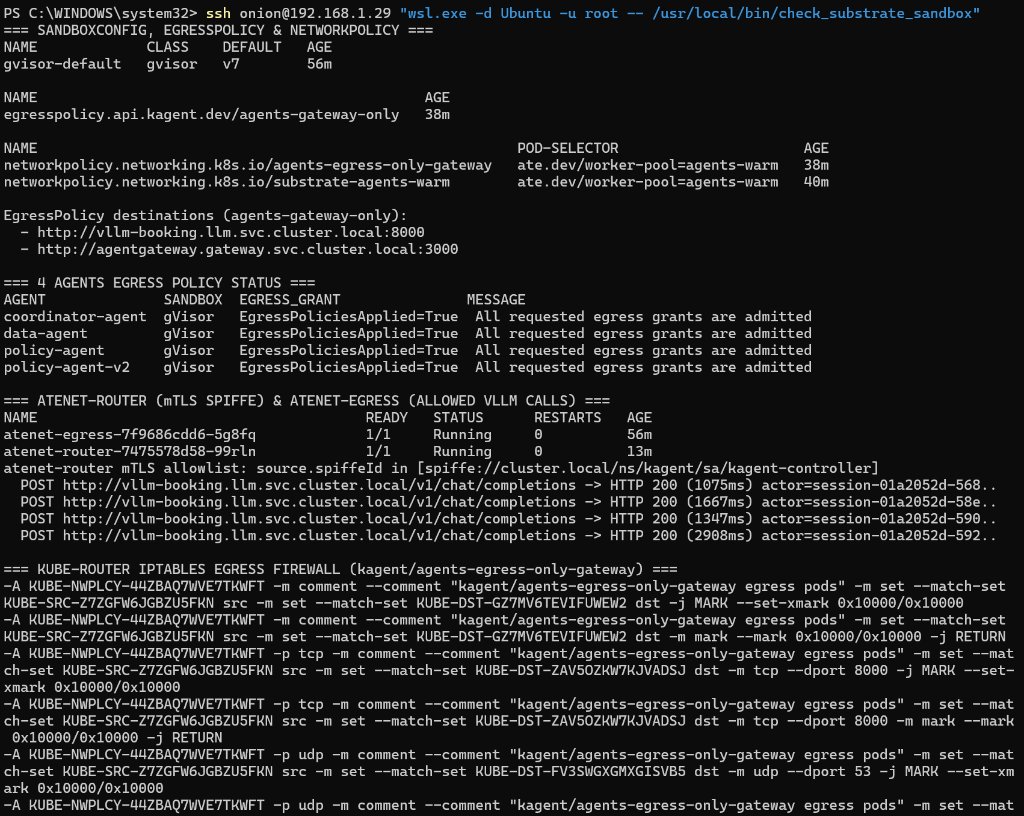 PS C:\WINDOWS\system32> ssh onion@192.168.1.29 "wsl.exe -d Ubuntu -u root -- /usr/local/bin/check_substrate_sandbox"
=== SANDBOXCONFIG, EGRESSPOLICY & NETWORKPOLICY ===
NAME             CLASS    DEFAULT   AGE
gvisor-default   gvisor   v7        56m

NAME                                              AGE
egresspolicy.api.kagent.dev/agents-gateway-only   38m

NAME                                                         POD-SELECTOR                      AGE
networkpolicy.networking.k8s.io/agents-egress-only-gateway   ate.dev/worker-pool=agents-warm   38m
networkpolicy.networking.k8s.io/substrate-agents-warm        ate.dev/worker-pool=agents-warm   40m

EgressPolicy destinations (agents-gateway-only):
  - http://vllm-booking.llm.svc.cluster.local:8000
  - http://agentgateway.gateway.svc.cluster.local:3000

=== 4 AGENTS EGRESS POLICY STATUS ===
AGENT              SANDBOX  EGRESS_GRANT               MESSAGE
coordinator-agent  gVisor   EgressPoliciesApplied=True  All requested egress grants are admitted
data-agent         gVisor   EgressPoliciesApplied=True  All requested egress grants are admitted
policy-agent       gVisor   EgressPoliciesApplied=True  All requested egress grants are admitted
policy-agent-v2    gVisor   EgressPoliciesApplied=True  All requested egress grants are admitted

=== ATENET-ROUTER (mTLS SPIFFE) & ATENET-EGRESS (ALLOWED VLLM CALLS) ===
NAME                                       READY   STATUS      RESTARTS   AGE
atenet-egress-7f9686cdd6-5g8fq             1/1     Running     0          56m
atenet-router-7475578d58-99rln             1/1     Running     0          13m
atenet-router mTLS allowlist: source.spiffeId in [spiffe://cluster.local/ns/kagent/sa/kagent-controller]
  POST http://vllm-booking.llm.svc.cluster.local/v1/chat/completions -> HTTP 200 (1075ms) actor=session-01a2052d-568..
  POST http://vllm-booking.llm.svc.cluster.local/v1/chat/completions -> HTTP 200 (1667ms) actor=session-01a2052d-58e..
  POST http://vllm-booking.llm.svc.cluster.local/v1/chat/completions -> HTTP 200 (1347ms) actor=session-01a2052d-590..
  POST http://vllm-booking.llm.svc.cluster.local/v1/chat/completions -> HTTP 200 (2908ms) actor=session-01a2052d-592..

=== KUBE-ROUTER IPTABLES EGRESS FIREWALL (kagent/agents-egress-only-gateway) ===
-A KUBE-NWPLCY-44ZBAQ7WVE7TKWFT -m comment --comment "kagent/agents-egress-only-gateway egress pods" -m set --match-set
KUBE-SRC-Z7ZGFW6JGBZU5FKN src -m set --match-set KUBE-DST-GZ7MV6TEVIFUWEW2 dst -j MARK --set-xmark 0x10000/0x10000
-A KUBE-NWPLCY-44ZBAQ7WVE7TKWFT -m comment --comment "kagent/agents-egress-only-gateway egress pods" -m set --match-set
KUBE-SRC-Z7ZGFW6JGBZU5FKN src -m set --match-set KUBE-DST-GZ7MV6TEVIFUWEW2 dst -m mark --mark 0x10000/0x10000 -j RETURN
-A KUBE-NWPLCY-44ZBAQ7WVE7TKWFT -p tcp -m comment --comment "kagent/agents-egress-only-gateway egress pods" -m set --mat
ch-set KUBE-SRC-Z7ZGFW6JGBZU5FKN src -m set --match-set KUBE-DST-ZAV5OZKW7KJVADSJ dst -m tcp --dport 8000 -j MARK --set-
xmark 0x10000/0x10000
-A KUBE-NWPLCY-44ZBAQ7WVE7TKWFT -p tcp -m comment --comment "kagent/agents-egress-only-gateway egress pods" -m set --mat
ch-set KUBE-SRC-Z7ZGFW6JGBZU5FKN src -m set --match-set KUBE-DST-ZAV5OZKW7KJVADSJ dst -m tcp --dport 8000 -m mark --mark
 0x10000/0x10000 -j RETURN
-A KUBE-NWPLCY-44ZBAQ7WVE7TKWFT -p udp -m comment --comment "kagent/agents-egress-only-gateway egress pods" -m set --mat
ch-set KUBE-SRC-Z7ZGFW6JGBZU5FKN src -m set --match-set KUBE-DST-FV3SWGXGMXGISVB5 dst -m udp --dport 53 -j MARK --set-xm
ark 0x10000/0x10000
-A KUBE-NWPLCY-44ZBAQ7WVE7TKWFT -p udp -m comment --comment "kagent/agents-egress-only-gateway egress pods" -m set --mat